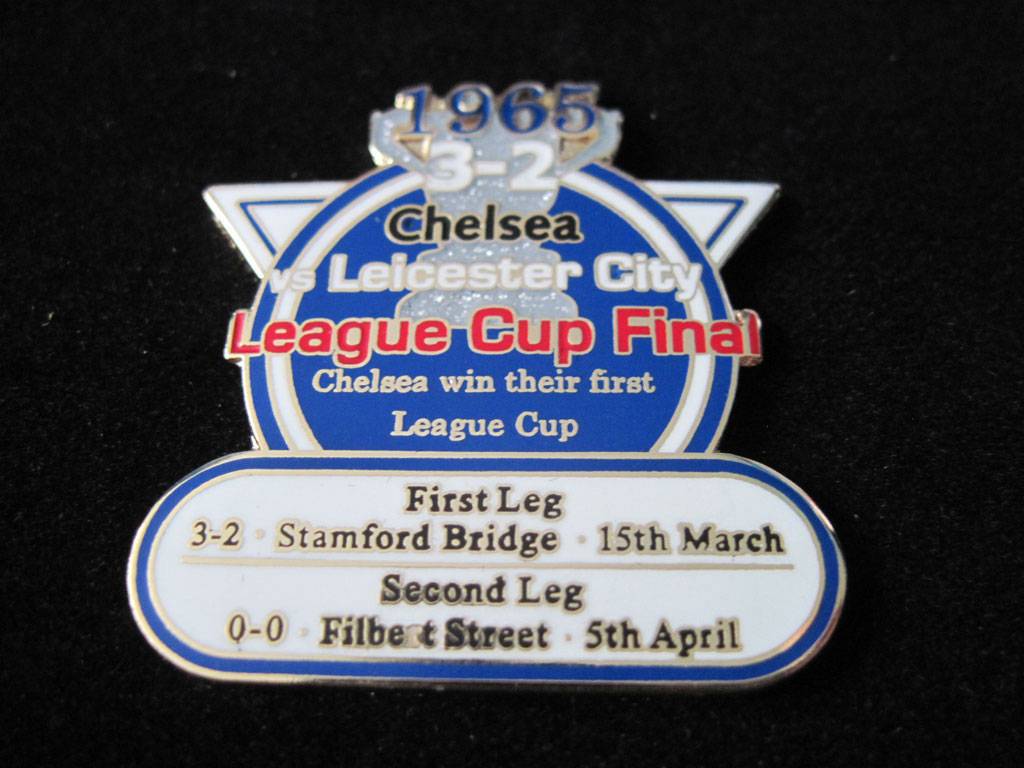 1965
3-2
Chelsea
vs Leicester City
League Cup Final
Chelsea win their first
League Cup
First Leg
3-2 · Stamford Bridge · 15th March
Second Leg
0-0 · Filbert Street · 5th April